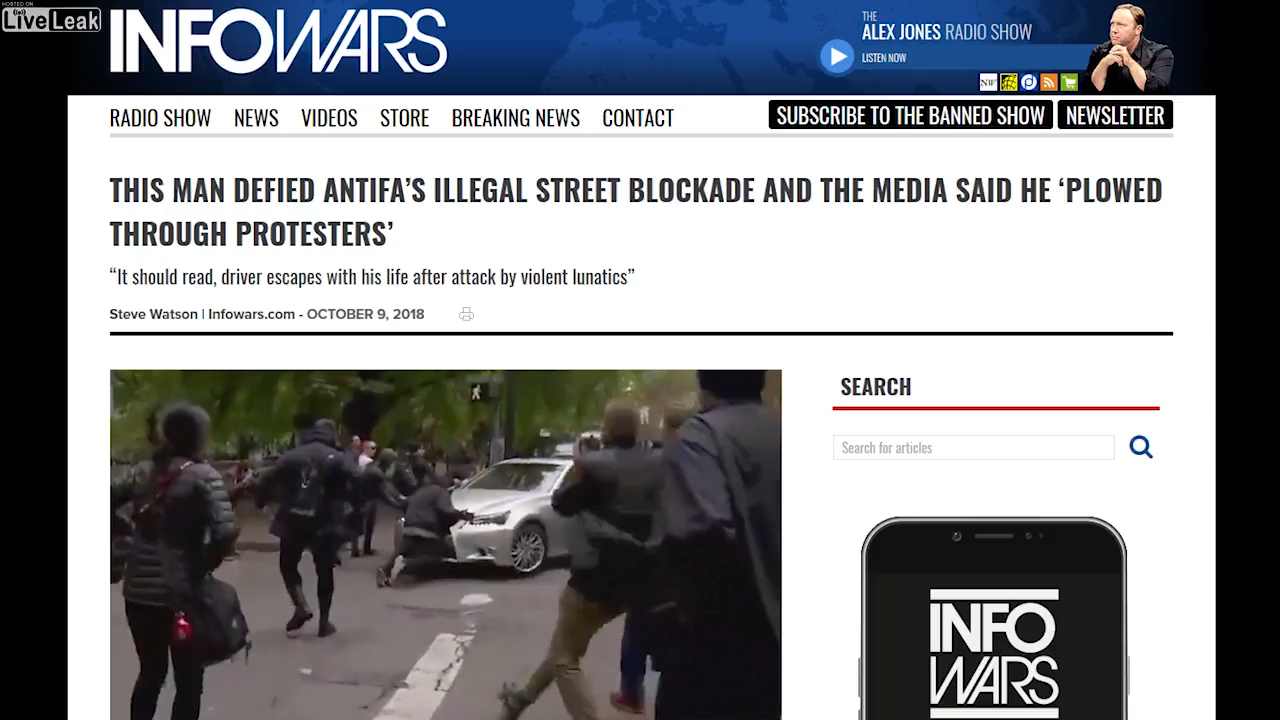 HOSTED ON
LiveLeak
INFOWARS
THE
ALEX JONES RADIO SHOW
LISTEN NOW
RADIO SHOW NEWS VIDEOS STORE BREAKING NEWS CONTACT
SUBSCRIBE TO THE BANNED SHOW NEWSLETTER
THIS MAN DEFIED ANTIFA’S ILLEGAL STREET BLOCKADE AND THE MEDIA SAID HE ‘PLOWED
THROUGH PROTESTERS’
“It should read, driver escapes with his life after attack by violent lunatics”
Steve Watson | Infowars.com - OCTOBER 9, 2018
SEARCH
Search for articles
INFO
WARS